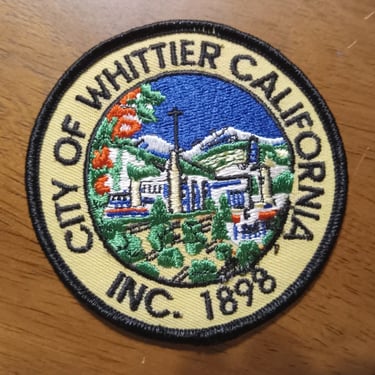 CITY OF WHITTIER CALIFORNIA
INC. 1898